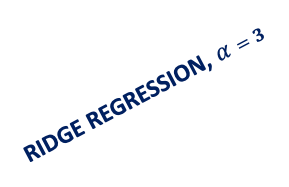 RIDGE REGRESSION, α = 3